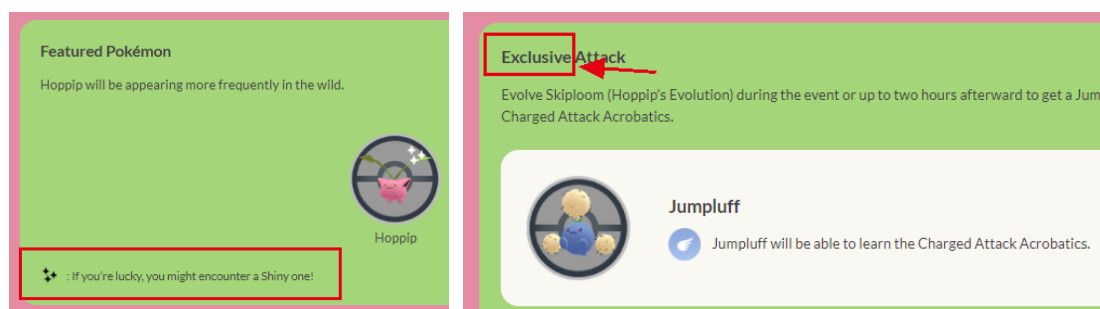 Featured Pokémon
Hoppip will be appearing more frequently in the wild.
Hoppip
: If you're lucky, you might encounter a Shiny one!
Exclusive Attack
Evolve Skiploom (Hoppip's Evolution) during the event or up to two hours afterward to get a
Charged Attack Acrobatics.
Jumpluff
Jumpluff will be able to learn the Charged Attack Acrobatics.